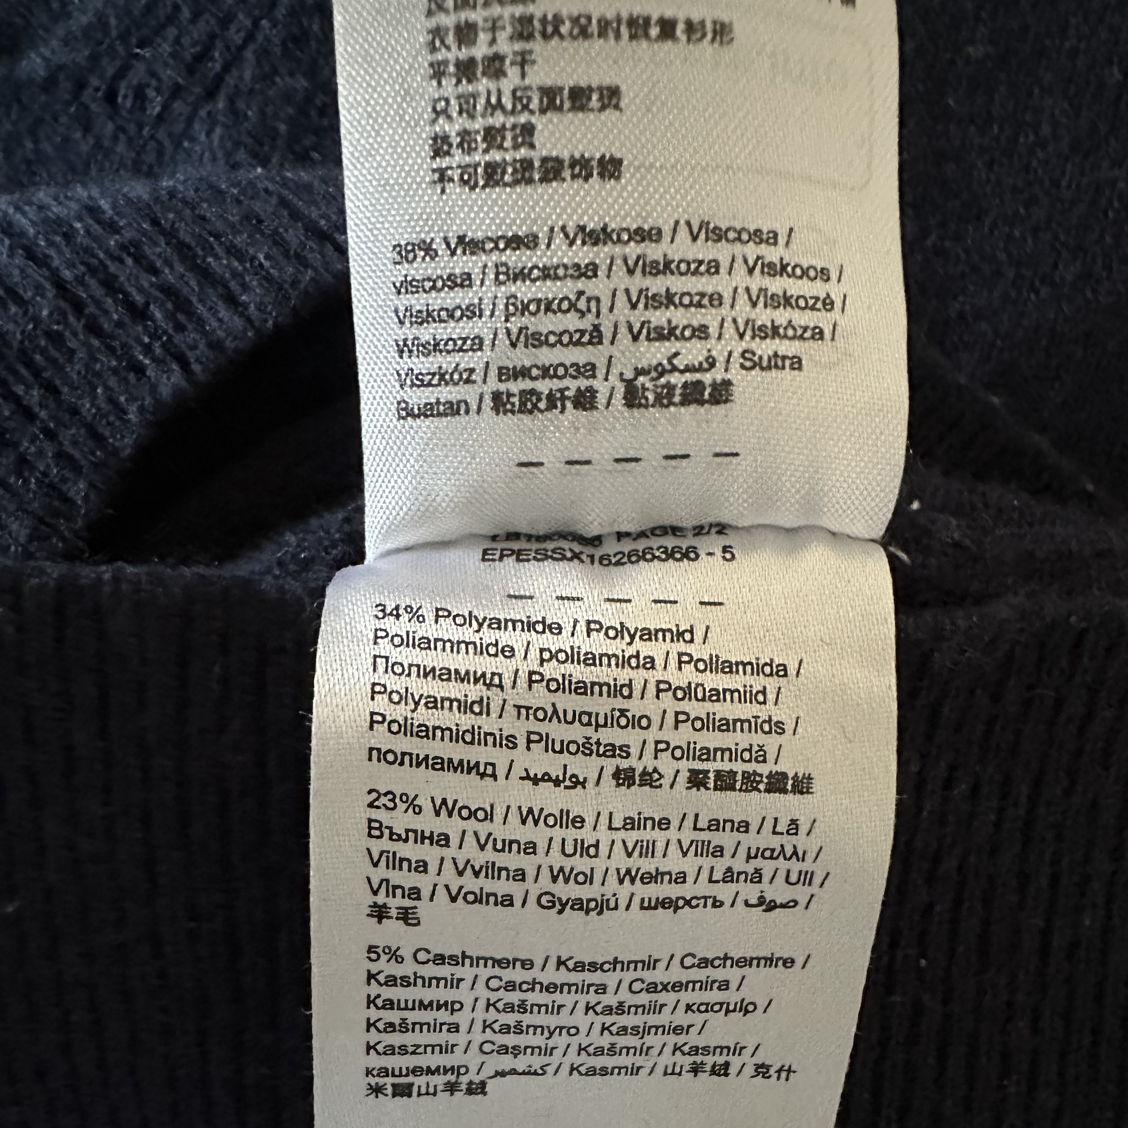 衣物于湿状况时恢复衫形
平摊晾干
只可从反面熨烫
垫布熨烫
不可熨烫装饰物
38% Viscose / Viskose / Viscosa /
viscosa / Вискоза / Viskoza / Viskoos /
Viskoosi / βισκοζη / Viskoze / Viskozė /
Wiskoza / Viscoză / Viskos / Viskóza /
Viszkóz / вискоза / فسكوس / Sutra
Buatan / 粘胶纤维 / 黏液纖維
PAGE 2/2
EPESSX16266366 - 5
34% Polyamide / Polyamid /
Poliammide / poliamida / Poliamida /
Полиамид / Poliamid / Polüamiid /
Polyamidi / πολυαμίδιο / Poliamīds /
Poliamidinis Pluoštas / Poliamidă /
полиамид / بوليميد / 锦纶 / 聚醯胺纖維
23% Wool / Wolle / Laine / Lana / Lã /
Вълна / Vuna / Uld / Vill / Villa / μαλλι /
Vilna / Vvilna / Wol / Wełna / Lână / Ull /
Vlna / Volna / Gyapjú / шерсть / صوف /
羊毛
5% Cashmere / Kaschmir / Cachemire /
Kashmir / Cachemira / Caxemira /
Кашмир / Kašmir / Kašmiir / κασμίρ /
Kašmira / Kašmyro / Kasjmier /
Kaszmir / Caşmir / Kašmír / Kasmír /
кашемир / كشمير / Kasmir / 山羊绒 / 克什
米爾山羊絨